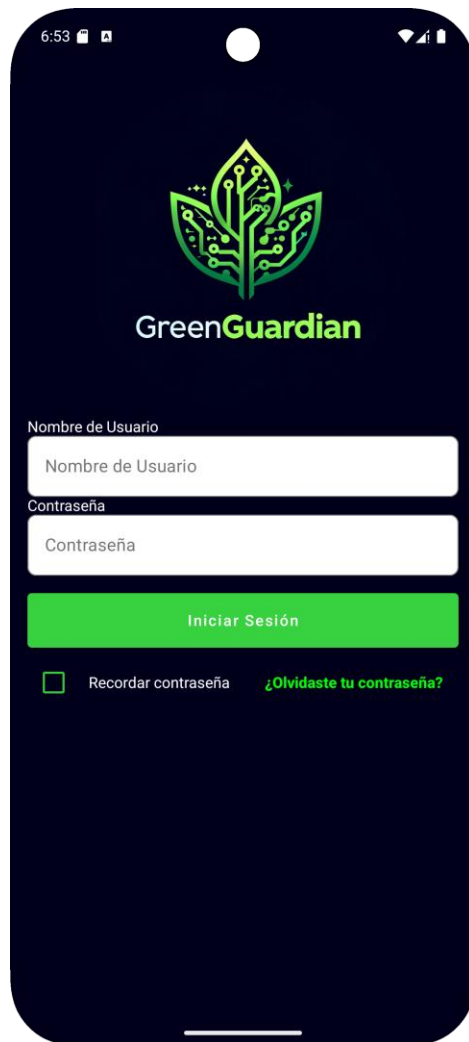 6:53
GreenGuardian
Nombre de Usuario
Nombre de Usuario
Contraseña
Contraseña
Iniciar Sesión
Recordar contraseña ¿Olvidaste tu contraseña?